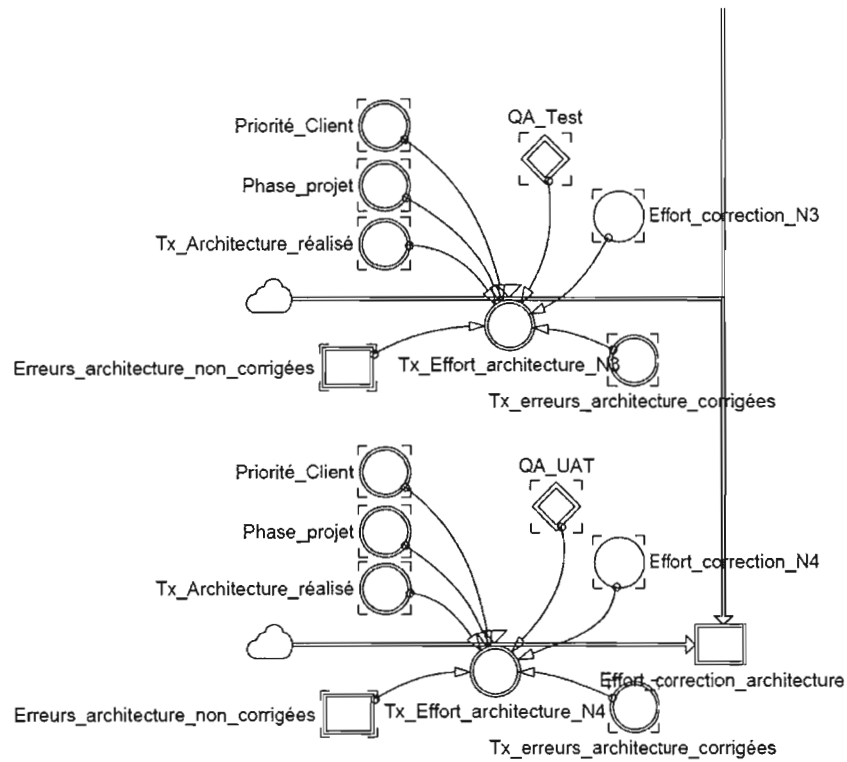 Priorité_Client
QA_Test
Phase_projet
Effort_correction_N3
Tx_Architecture_réalisé
Erreurs_architecture_non_corrigées
Tx_Effort_architecture_N3
Tx_erreurs_architecture_corrigées
Priorité_Client
QA_UAT
Phase_projet
Effort_correction_N4
Tx_Architecture_réalisé
Effort_correction_architecture
Erreurs_architecture_non_corrigées
Tx_Effort_architecture_N4
Tx_erreurs_architecture_corrigées